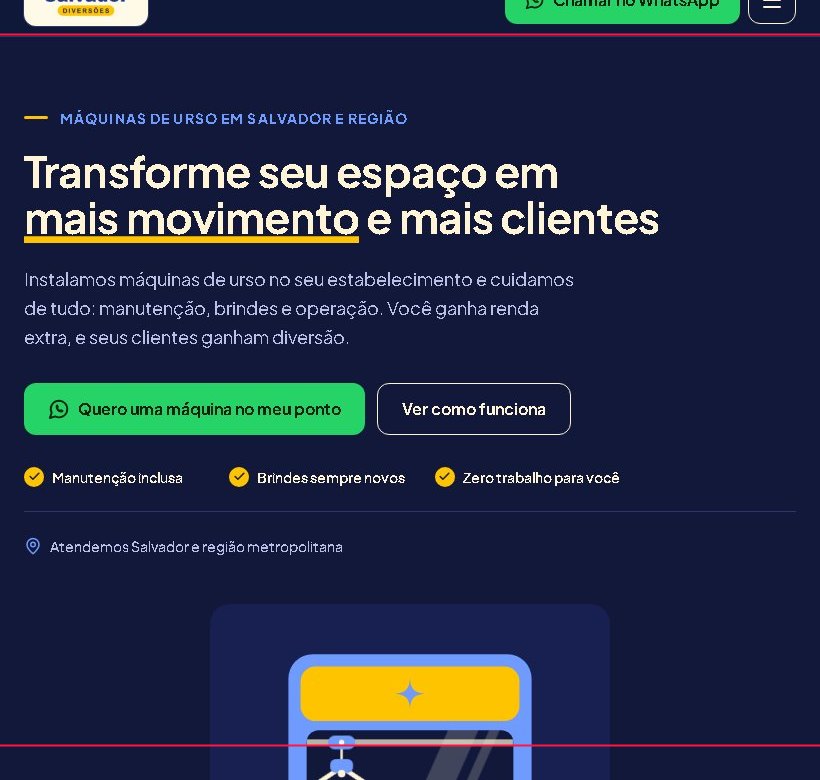 Salvador
DIVERSÕES
Chamar no WhatsApp
MÁQUINAS DE URSO EM SALVADOR E REGIÃO
Transforme seu espaço em
mais movimento e mais clientes
Instalamos máquinas de urso no seu estabelecimento e cuidamos
de tudo: manutenção, brindes e operação. Você ganha renda
extra, e seus clientes ganham diversão.
Quero uma máquina no meu ponto
Ver como funciona
Manutenção inclusa
Brindes sempre novos
Zero trabalho para você
Atendemos Salvador e região metropolitana